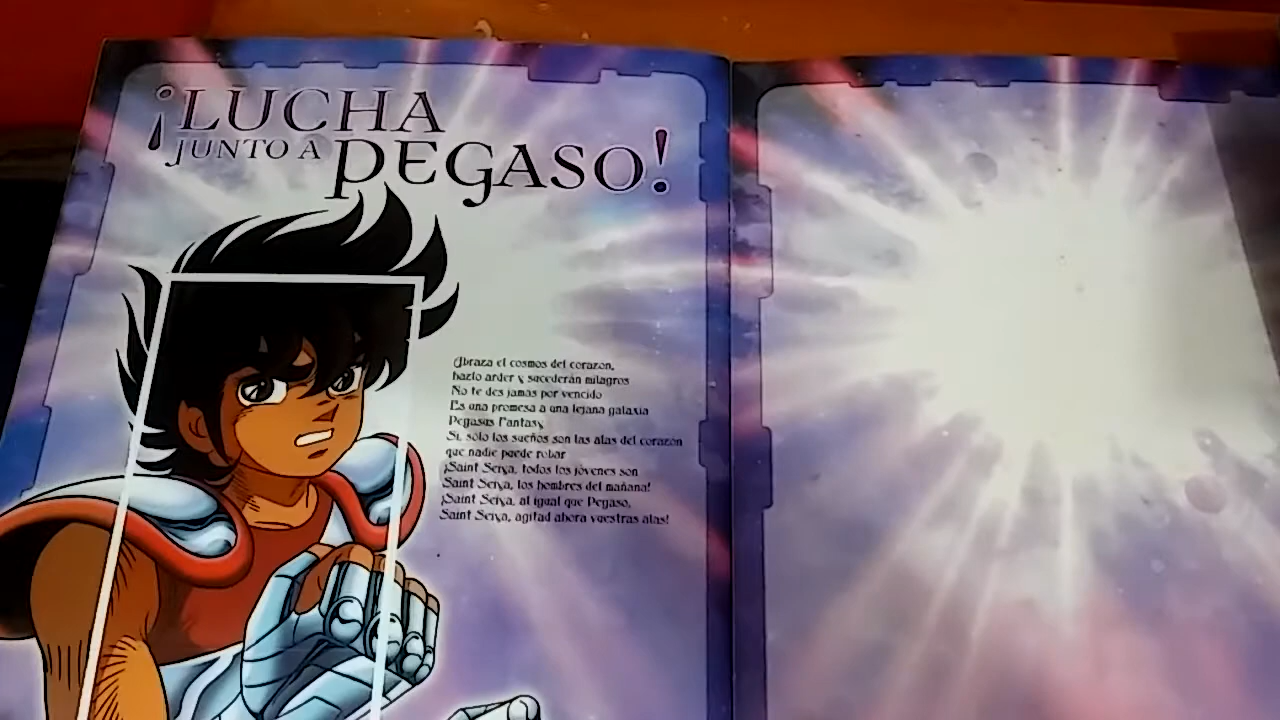 ¡LUCHA
JUNTO A PEGASO!
Abraza el cosmos del corazón,
hazlo arder y sucederán milagros
No te des jamás por vencido
Es una promesa a una lejana galaxia
Pegasus Fantasy
Sí, sólo los sueños son las alas del corazón
que nadie puede robar
¡Saint Seiya, todos los jóvenes son
Saint Seiya, los hombres del mañana!
¡Saint Seiya, al igual que Pegaso,
Saint Seiya, agitad ahora vuestras alas!